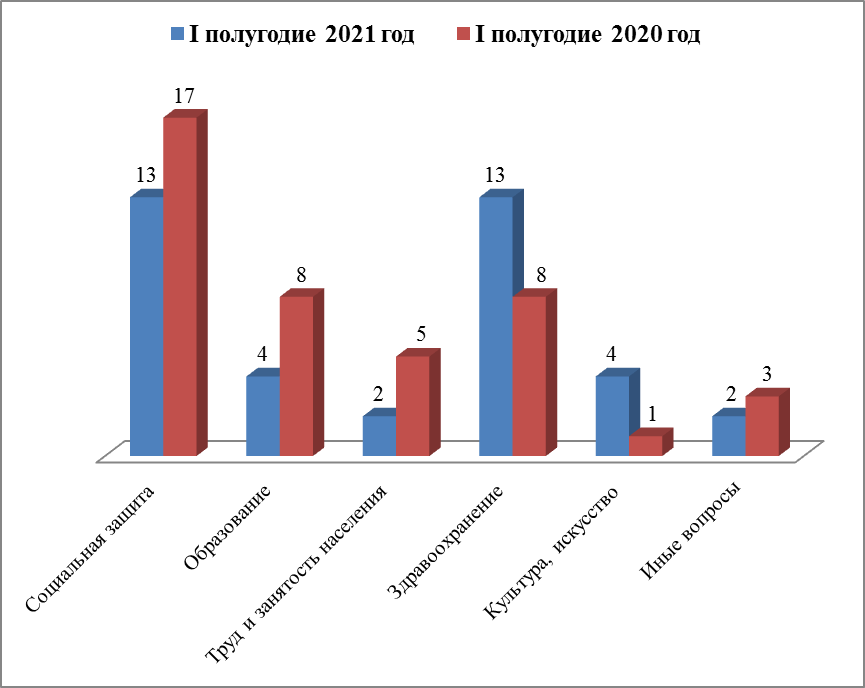 I полугодие 2021 год I полугодие 2020 год
17
13
4
8
2
5
13
8
4
1
2
3
Социальная защита
Образование
Труд и занятость населения
Здравоохранение
Культура, искусство
Иные вопросы